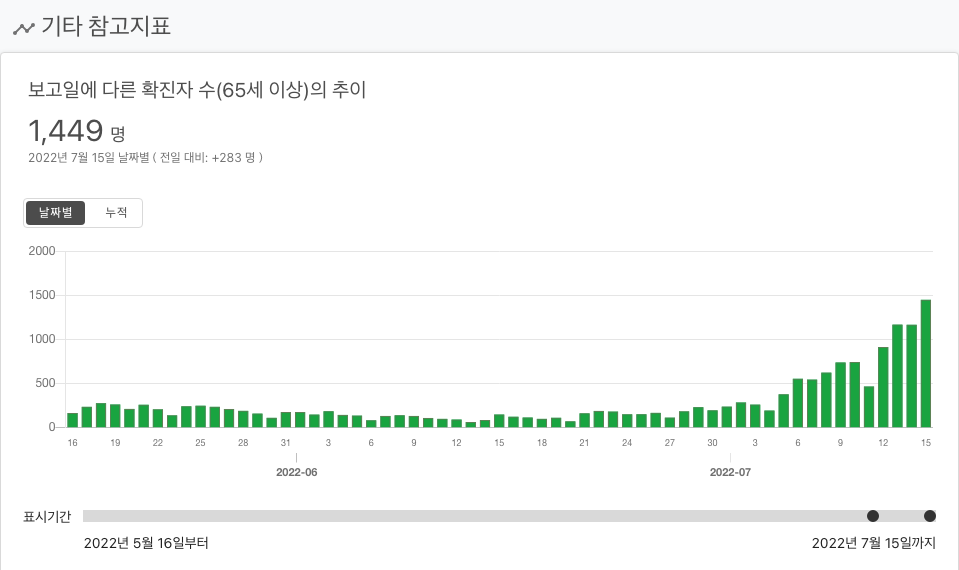 기타 참고지표
보고일에 다른 확진자 수(65세 이상)의 추이
1,449 명
2022년 7월 15일 날짜별 ( 전일 대비: +283 명 )
날짜별 누적
2000
1500
1000
500
0
16 19 22 25 28 31 3 6 9 12 15 18 21 24 27 30 3 6 9 12 15
2022-06 2022-07
표시기간
2022년 5월 16일부터 2022년 7월 15일까지